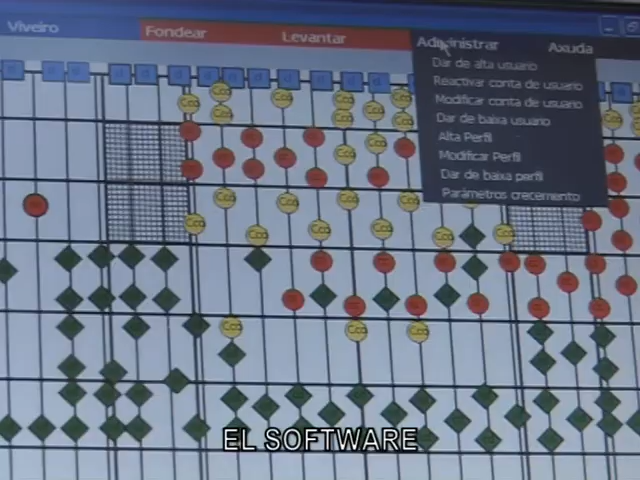 Viveiro Fondear Levantar Administrar Axuda
Dar de alta usuario
Reactivar conta de usuario
Modificar conta de usuario
Dar de baixa usuario
Alta Perfil
Modificar Perfil
Dar de baixa perfil
Parámetros crecemento
EL SOFTWARE